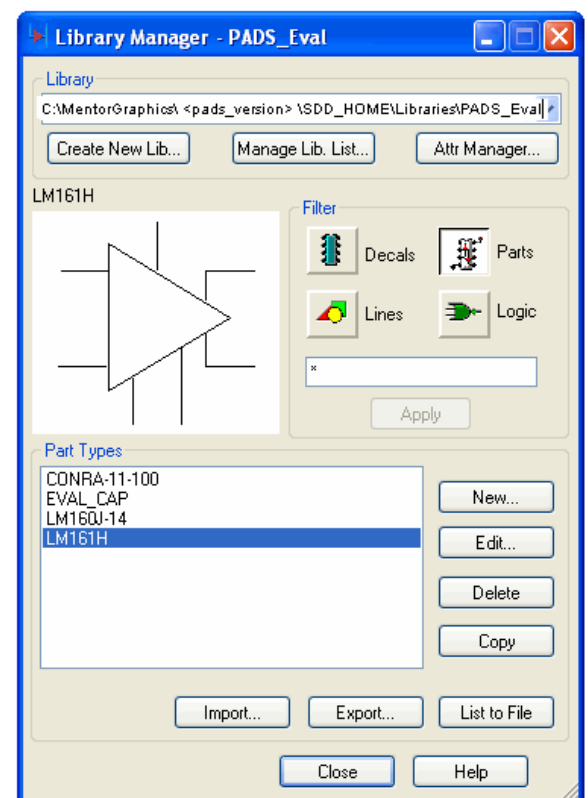 Library Manager - PADS_Eval
Library
C:\MentorGraphics\ <pads_version> \SDD_HOME\Libraries\PADS_Eval
Create New Lib... Manage Lib. List... Attr Manager...
LM161H
Filter
Decals Parts
Lines Logic
*
Apply
Part Types
CONRA-11-100
EVAL_CAP
LM160J-14
LM161H
New...
Edit...
Delete
Copy
Import... Export... List to File
Close Help